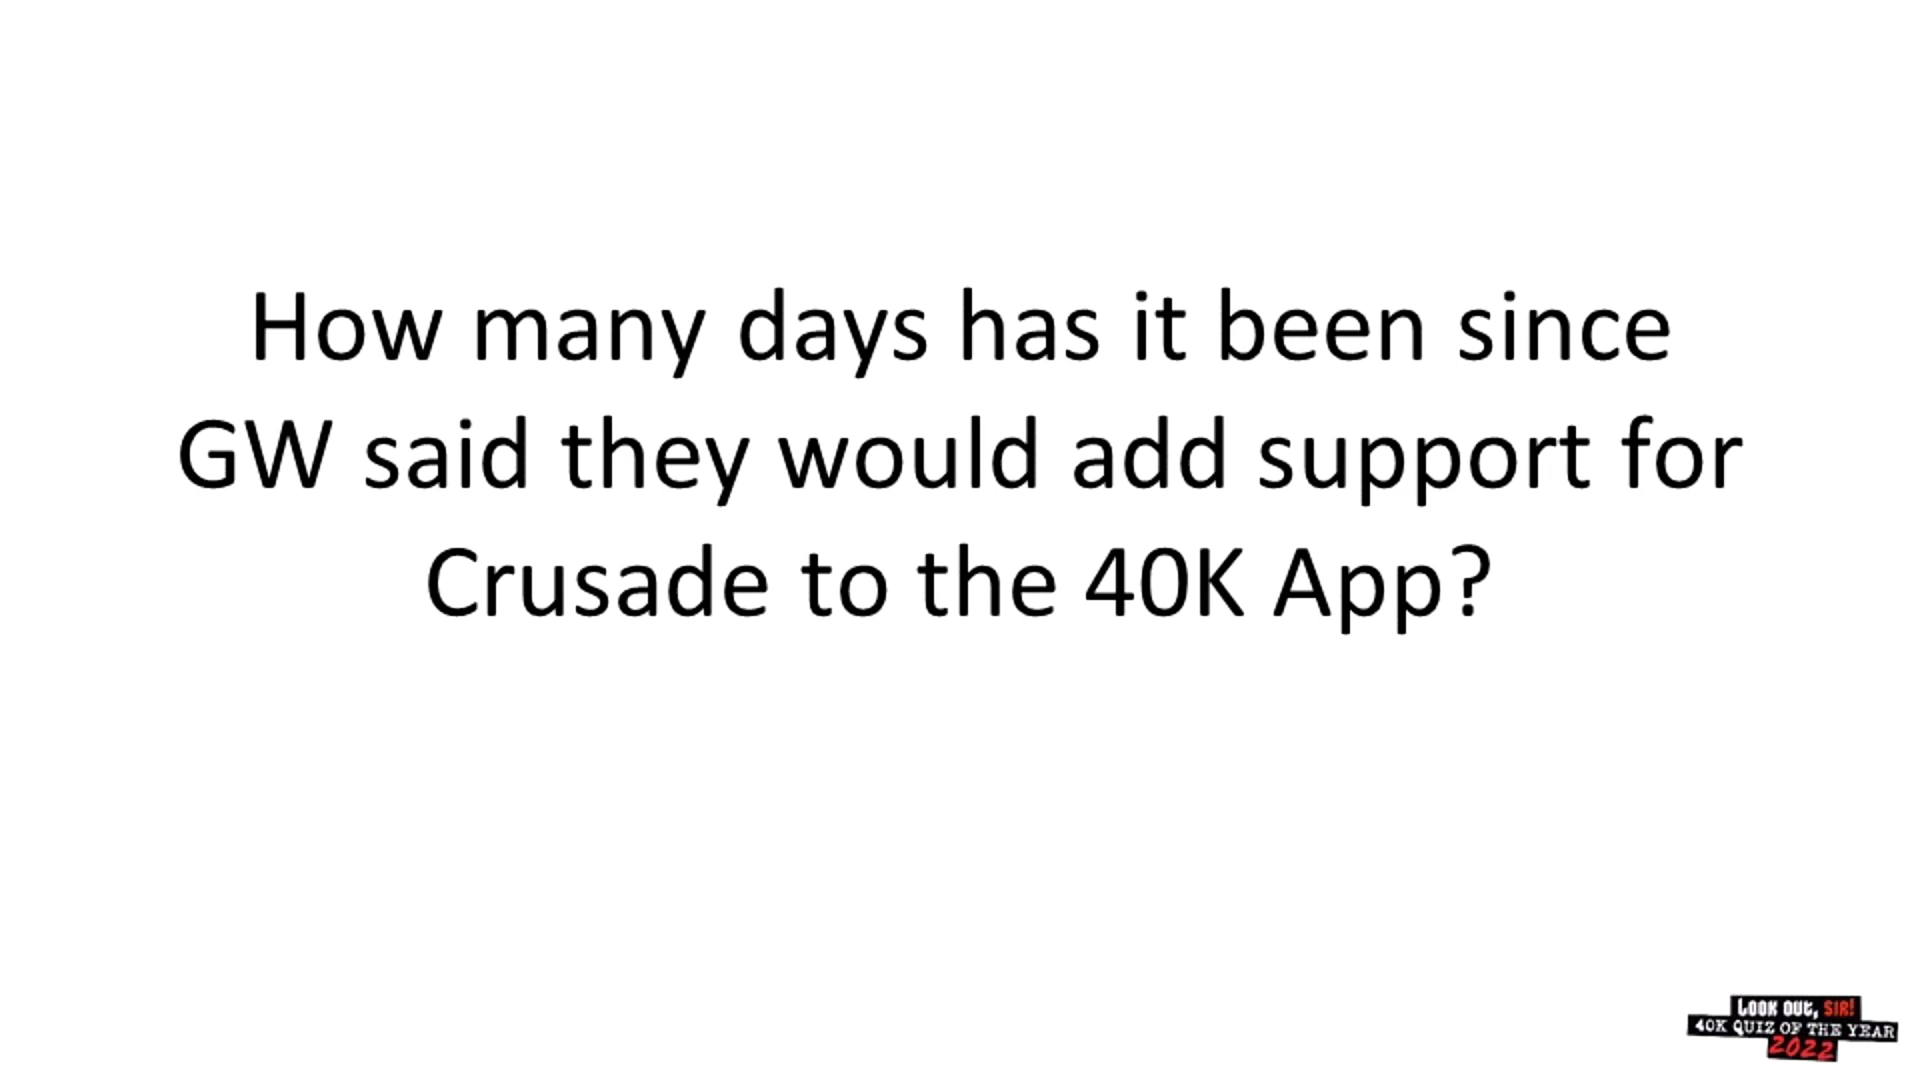 How many days has it been since
GW said they would add support for
Crusade to the 40K App?
LOOK OUT, SIR!
40K QUIZ OF THE YEAR
2022